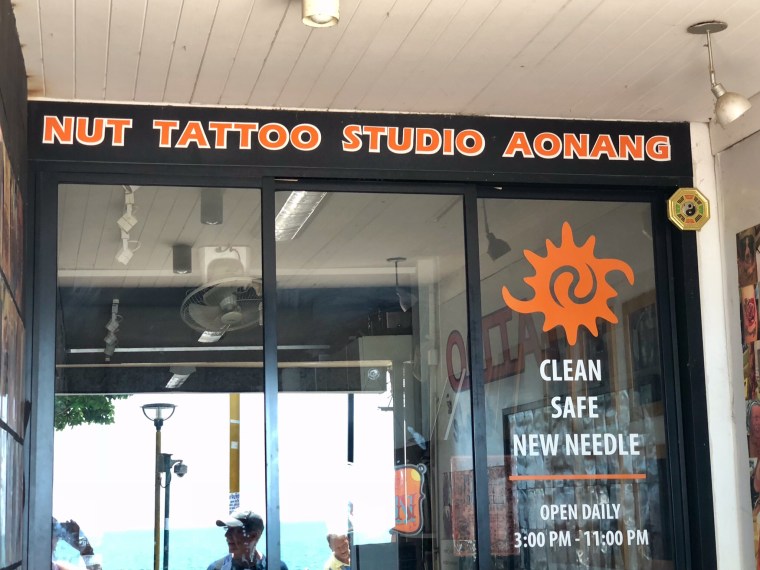 NUT TATTOO STUDIO AONANG
CLEAN
SAFE
NEW NEEDLE
OPEN DAILY
3:00 PM - 11:00 PM